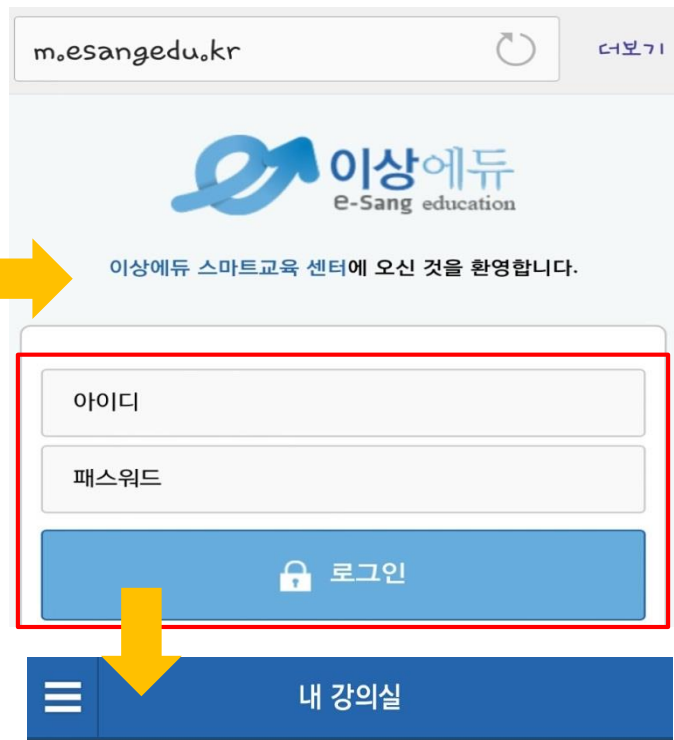 m.esangedu.kr 더보기
이상에듀
e-Sang education
이상에듀 스마트교육 센터에 오신 것을 환영합니다.
아이디
패스워드
로그인
내 강의실